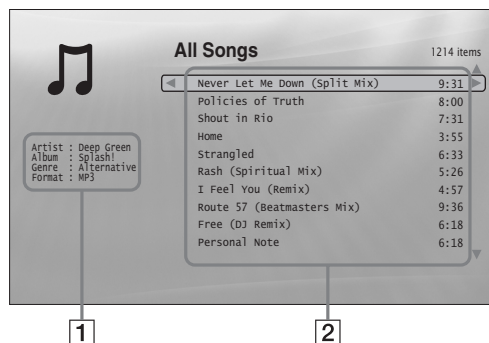 All Songs
1214 items
Never Let Me Down (Split Mix) 9:31
Policies of Truth 8:00
Shout in Rio 7:31
Home 3:55
Strangled 6:33
Rash (Spiritual Mix) 5:26
I Feel You (Remix) 4:57
Route 57 (Beatmasters Mix) 9:36
Free (DJ Remix) 6:18
Personal Note 6:18
Artist : Deep Green
Album : Splash!
Genre : Alternative
Format : MP3
1
2